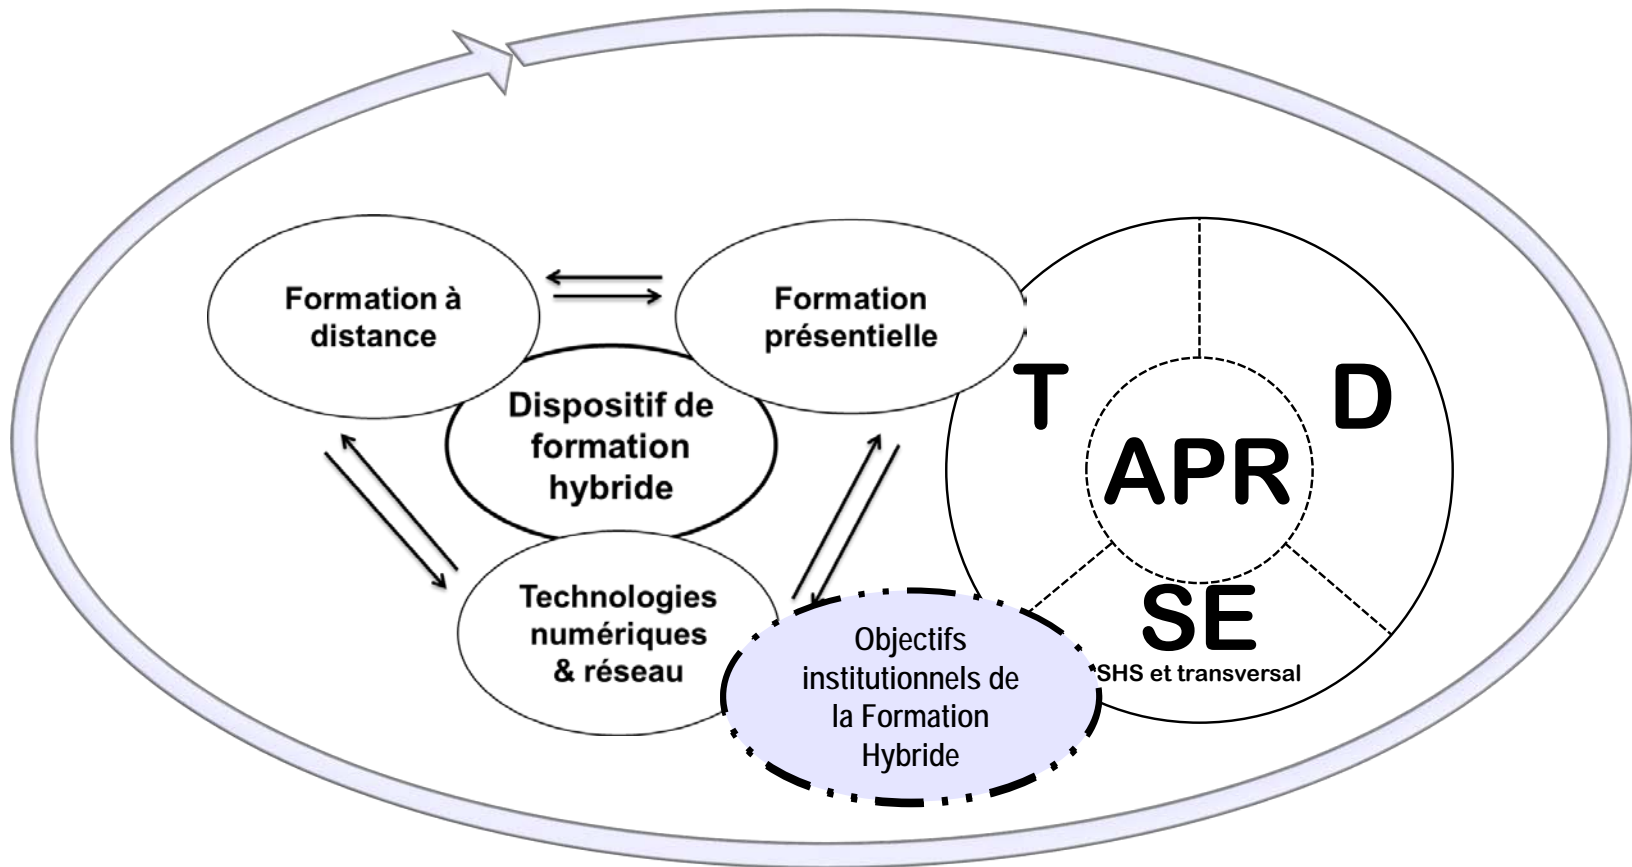 Formation à
distance
Formation
présentielle
Dispositif de
formation
hybride
Technologies
numériques
& réseau
Objectifs
institutionnels de
la Formation
Hybride
T
D
APR
SE
SHS et transversal